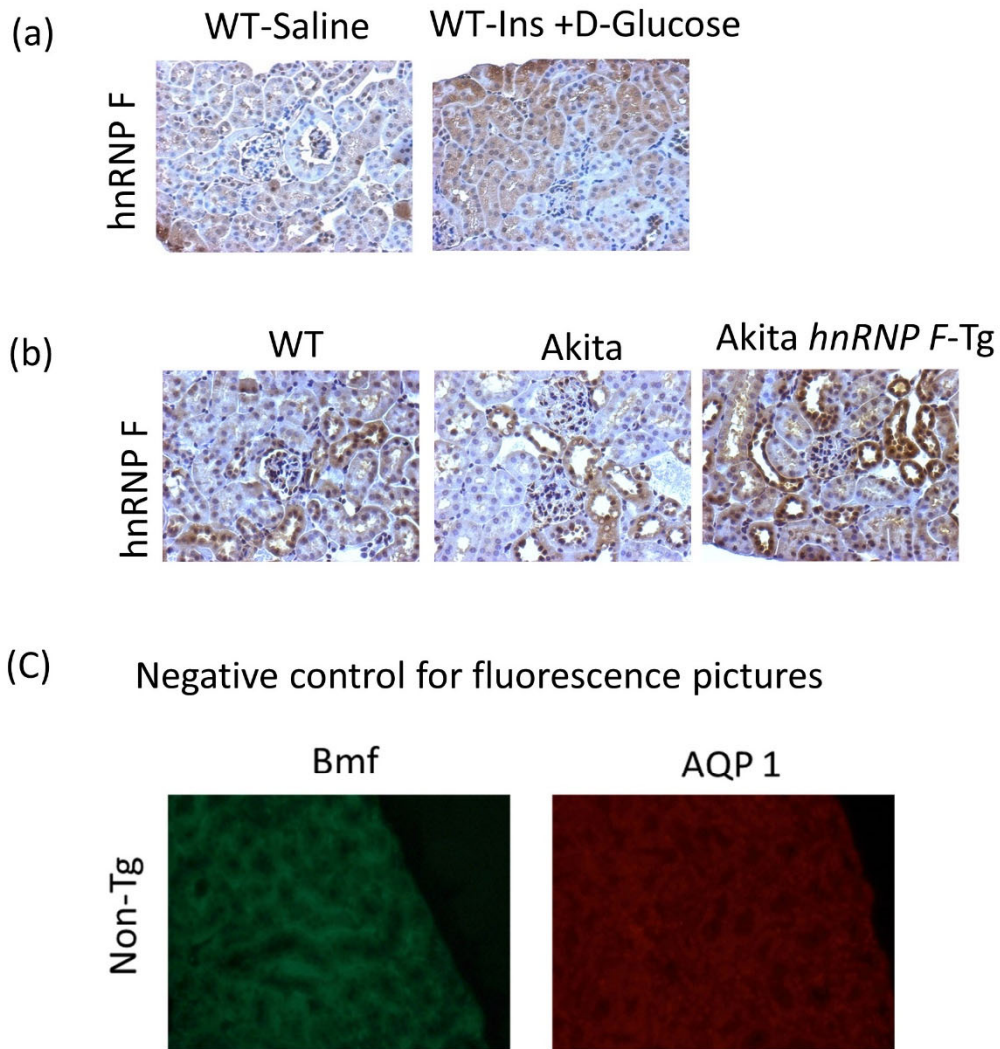 (a)
WT-Saline
WT-Ins +D-Glucose
hnRNP F
(b)
WT
Akita
Akita hnRNP F-Tg
hnRNP F
(C)
Negative control for fluorescence pictures
Bmf
AQP 1
Non-Tg